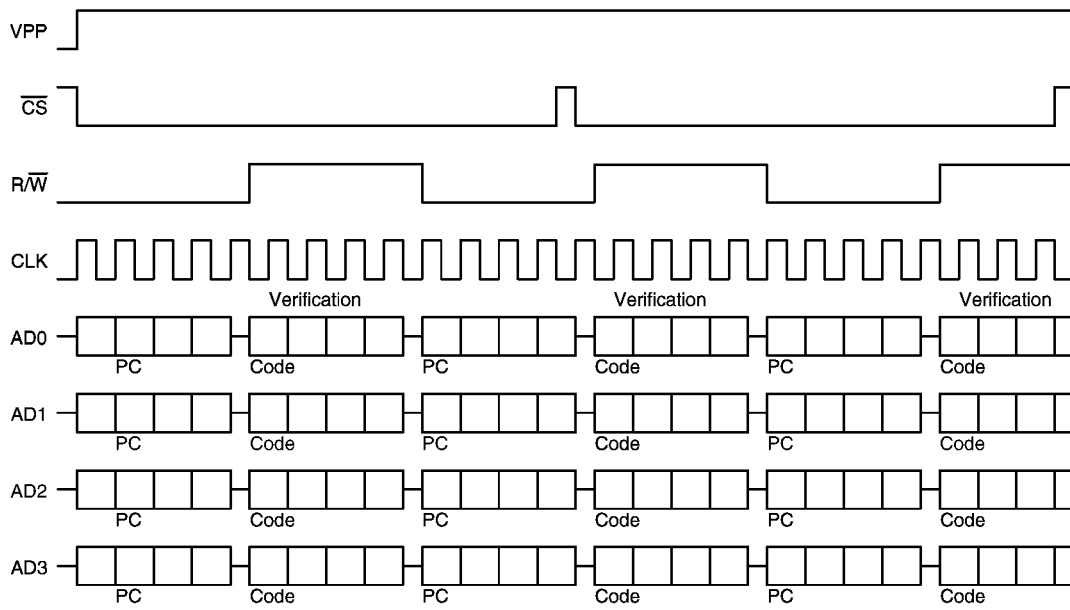 VPP
CS
R/W
CLK
Verification Verification Verification
AD0
PC Code PC Code PC Code
AD1
PC Code PC Code PC Code
AD2
PC Code PC Code PC Code
AD3
PC Code PC Code PC Code